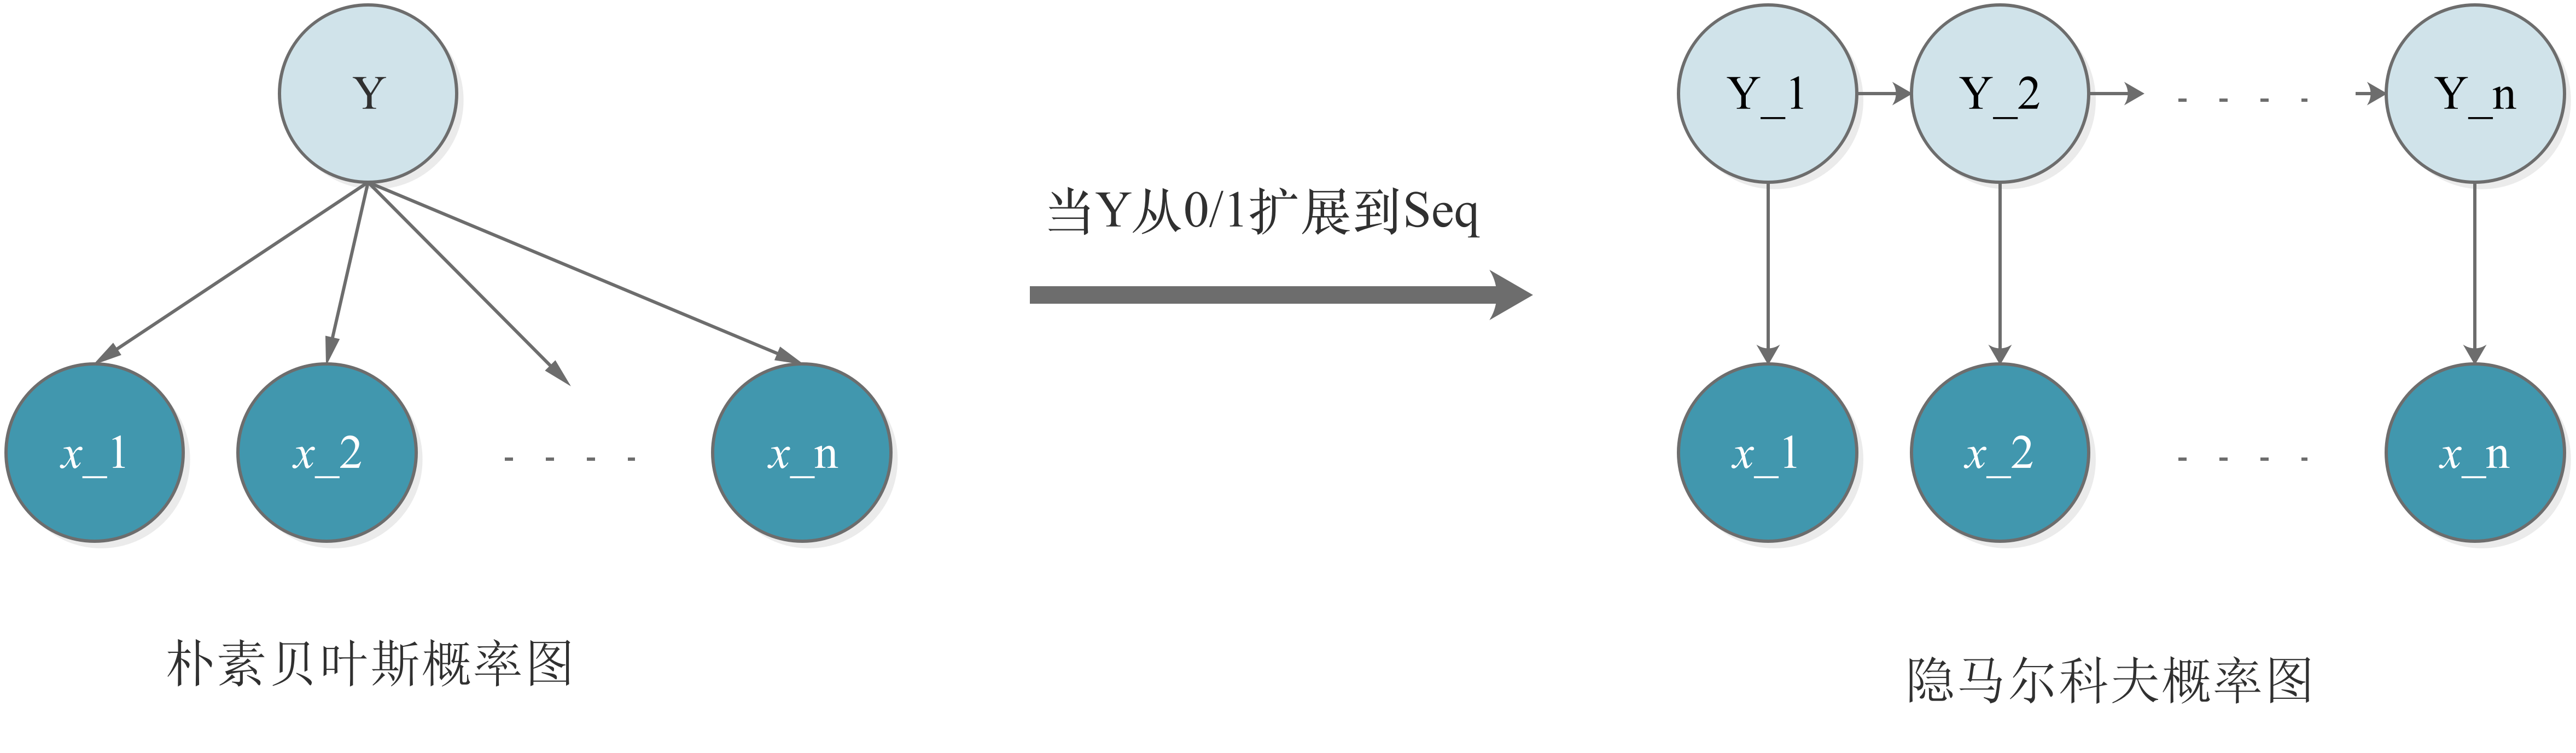 Y
x_1
x_2
- - - -
x_n
朴素贝叶斯概率图
当Y从0/1扩展到Seq
Y_1
Y_2
- - - -
Y_n
x_1
x_2
- - - -
x_n
隐马尔科夫概率图